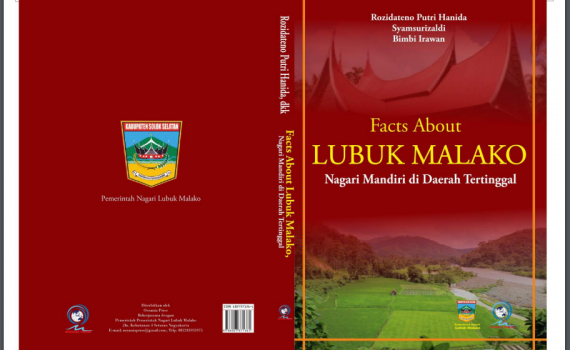 KABUPATEN SOLOK SELATAN
Pemerintah Nagari Lubuk Malako
Diterbitkan oleh
Pemerintah Nagari Lubuk Malako
Rozidateno Putri Hanida, dkk
Facts About Lubuk Malako,
Nagari Mandiri di Daerah Tertinggal
Rozidateno Putri Hanida
Syamsurizaldi
Bimbi Irawan
Facts About
LUBUK MALAKO
Nagari Mandiri di Daerah Tertinggal